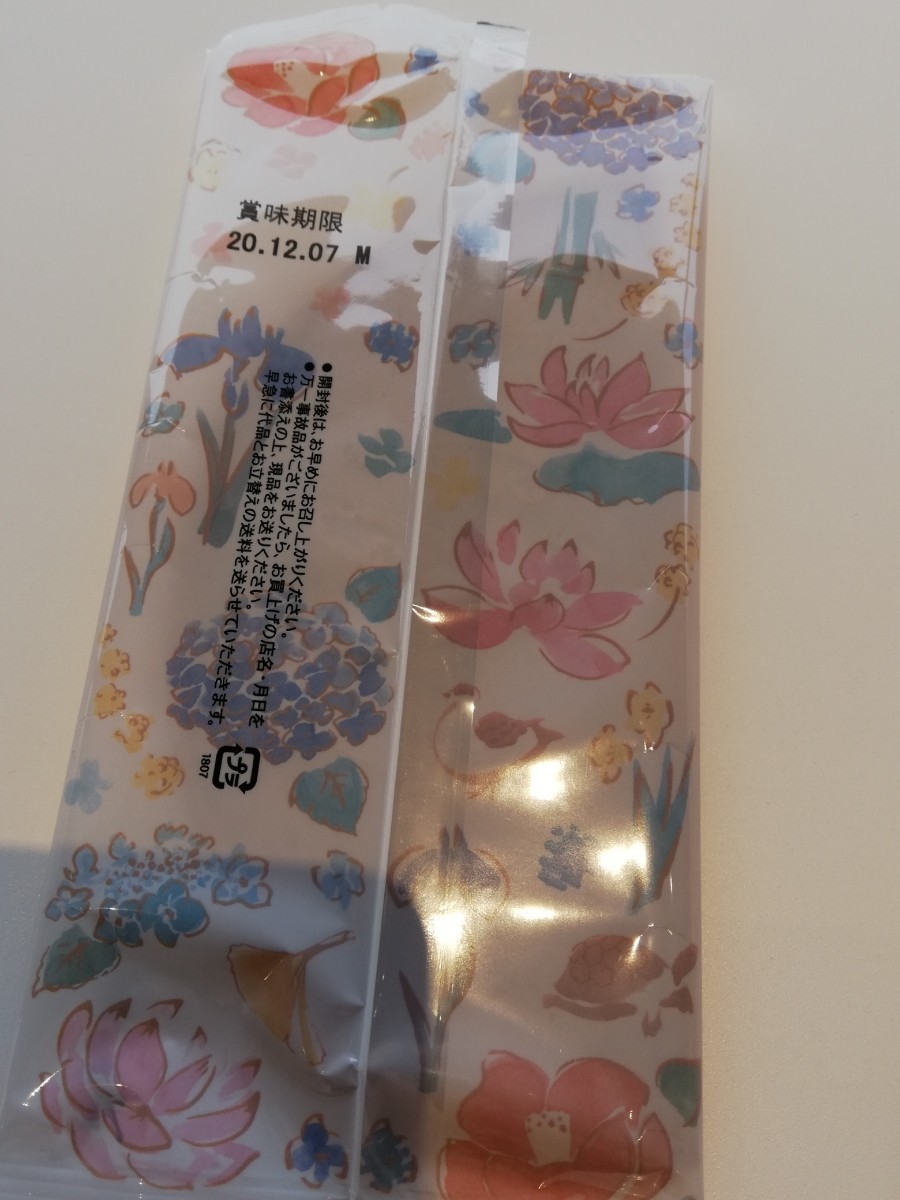 賞味期限
20.12.07 M
●開封後は、お早めにお召し上がりください。
●万一事故品がございましたら、お買上げの店名・月日を
お書添えの上、現品をお送りください。
早急に代品とお立替えの送料を送らせていただきます。
プラ
1807